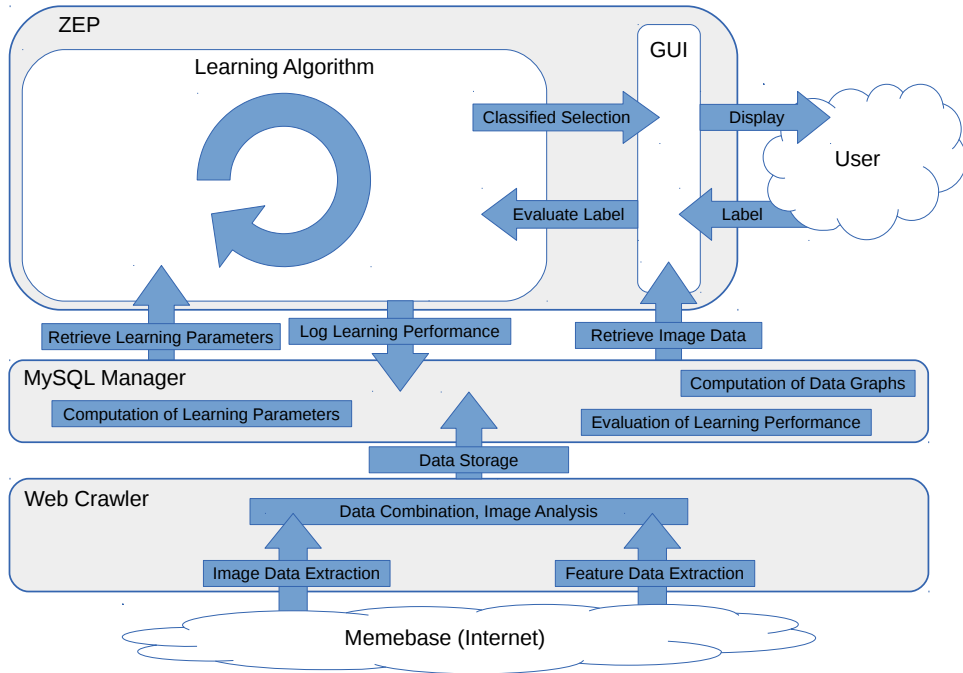 ZEP
Learning Algorithm
GUI
Classified Selection
Display
User
Evaluate Label
Label
Retrieve Learning Parameters
Log Learning Performance
Retrieve Image Data
MySQL Manager
Computation of Data Graphs
Computation of Learning Parameters
Evaluation of Learning Performance
Data Storage
Web Crawler
Data Combination, Image Analysis
Image Data Extraction
Feature Data Extraction
Memebase (Internet)